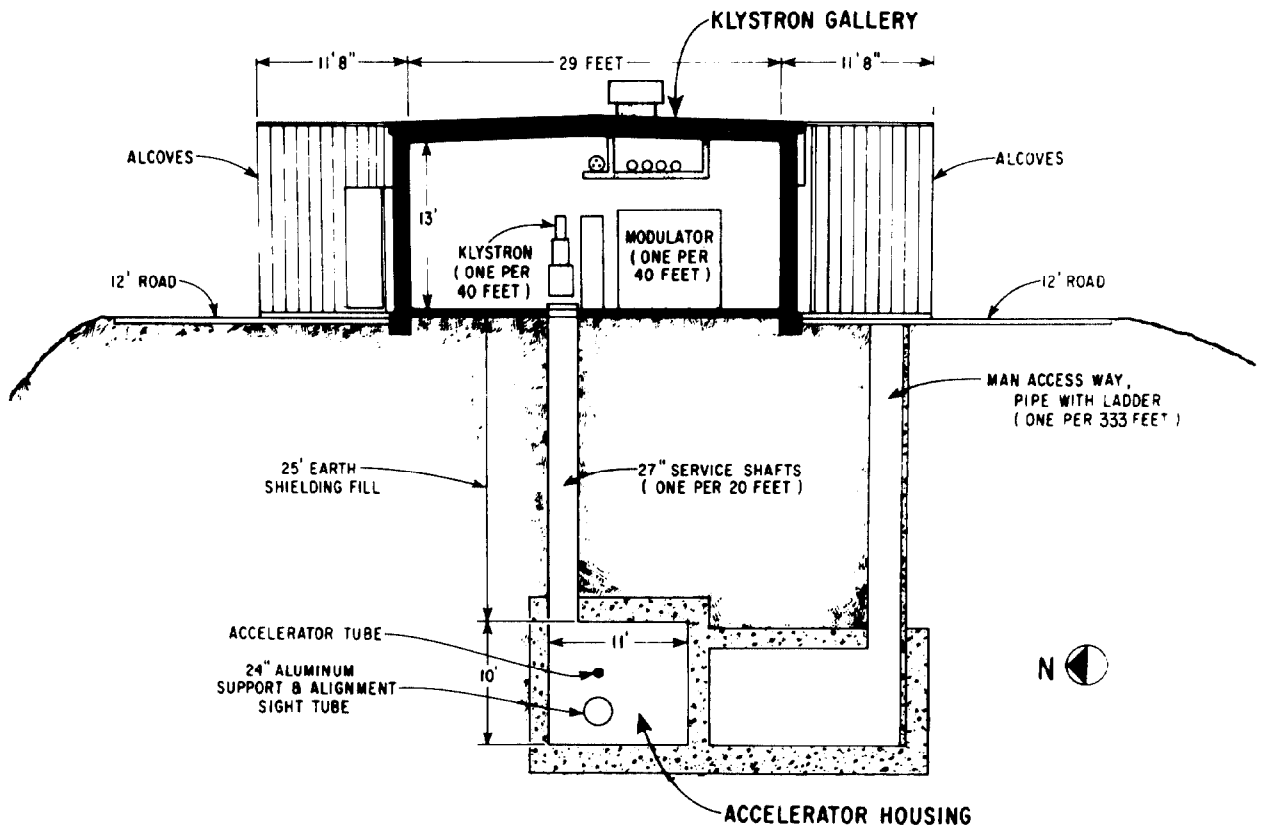 KLYSTRON GALLERY
11'8"
29 FEET
11'8"
ALCOVES
ALCOVES
13'
KLYSTRON
(ONE PER
40 FEET)
MODULATOR
(ONE PER
40 FEET)
12' ROAD
12' ROAD
MAN ACCESS WAY,
PIPE WITH LADDER
(ONE PER 333 FEET)
25' EARTH
SHIELDING FILL
27" SERVICE SHAFTS
(ONE PER 20 FEET)
ACCELERATOR TUBE
11'
10'
24" ALUMINUM
SUPPORT & ALIGNMENT
SIGHT TUBE
N
ACCELERATOR HOUSING